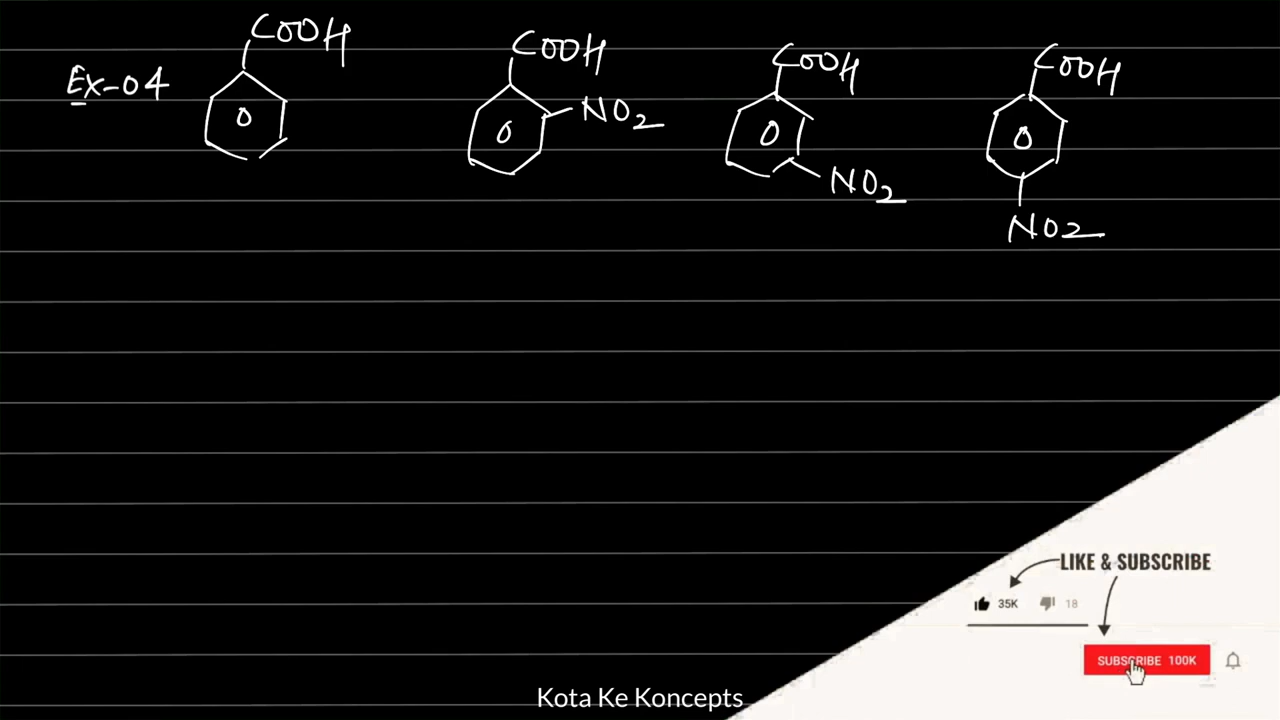 Ex-04
COOH
COOH
NO2
COOH
NO2
COOH
NO2
LIKE & SUBSCRIBE
35K 18
SUBSCRIBE 100K
Kota Ke Koncepts